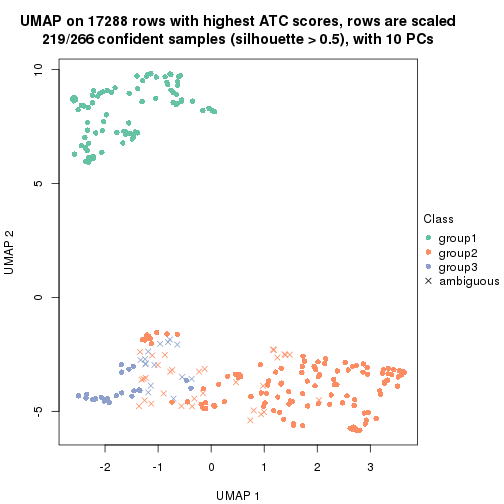 UMAP on 17288 rows with highest ATC scores, rows are scaled
219/266 confident samples (silhouette > 0.5), with 10 PCs
10
5
0
-5
UMAP 2
-2
-1
0
1
2
3
UMAP 1
Class
group1
group2
group3
ambiguous